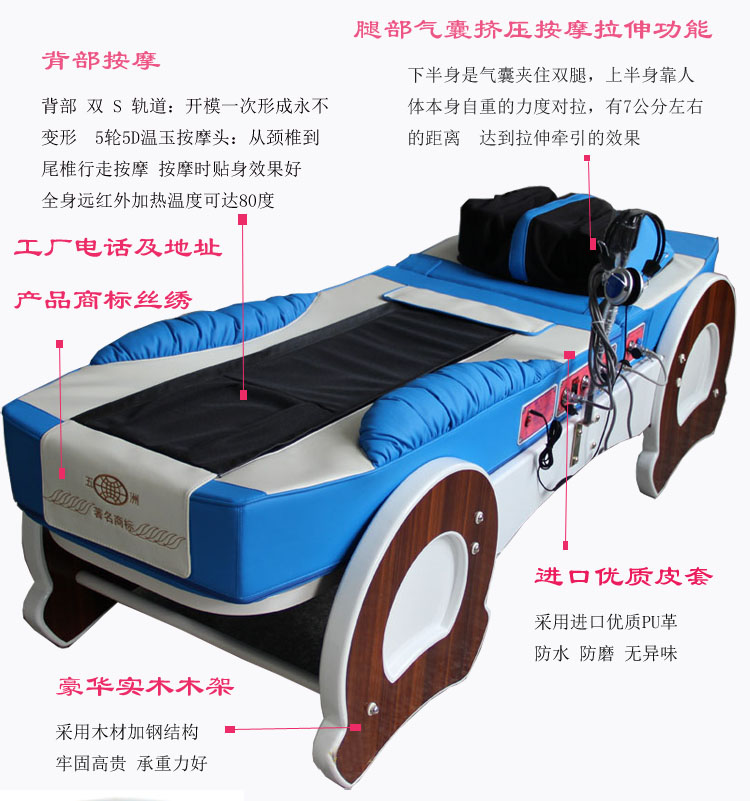 腿部气囊挤压按摩拉伸功能
背部按摩
下半身是气囊夹住双腿，上半身靠人
体本身自重的力度对拉，有7公分左右
的距离 达到拉伸牵引的效果
背部 双 S 轨道：开模一次形成永不
变形 5轮5D温玉按摩头：从颈椎到
尾椎行走按摩 按摩时贴身效果好
全身远红外加热温度可达80度
工厂电话及地址
产品商标丝绣
五 洲
著名商标
进口优质皮套
采用进口优质PU革
防水 防磨 无异味
豪华实木木架
采用木材加钢结构
牢固高贵 承重力好